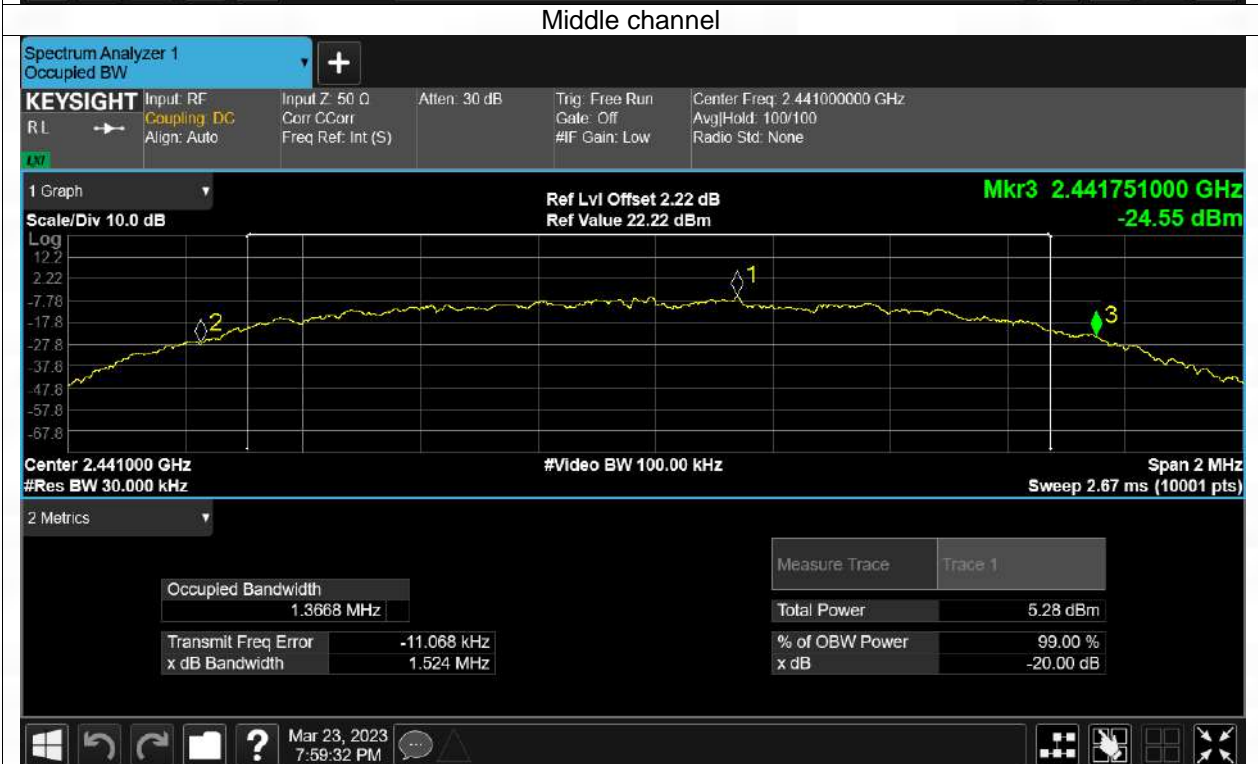 Middle channel
Spectrum Analyzer 1
Occupied BW
+
KEYSIGHT
RL
LXI
Input: RF
Coupling: DC
Align: Auto
Input Z: 50 Ω
Corr CCorr
Freq Ref: Int (S)
Atten: 30 dB
Trig: Free Run
Gate: Off
#IF Gain: Low
Center Freq: 2.441000000 GHz
Avg|Hold: 100/100
Radio Std: None
1 Graph
Scale/Div 10.0 dB
Ref Lvl Offset 2.22 dB
Ref Value 22.22 dBm
Mkr3 2.441751000 GHz
-24.55 dBm
Log
12.2
2.22
-7.78
-17.8
-27.8
-37.8
-47.8
-57.8
-67.8
1
2
3
Center 2.441000 GHz
#Video BW 100.00 kHz
Span 2 MHz
#Res BW 30.000 kHz
Sweep 2.67 ms (10001 pts)
2 Metrics
Measure Trace Trace 1
Occupied Bandwidth
1.3668 MHz
Total Power 5.28 dBm
Transmit Freq Error -11.068 kHz
% of OBW Power 99.00 %
x dB Bandwidth 1.524 MHz
x dB -20.00 dB
?
Mar 23, 2023
7:59:32 PM